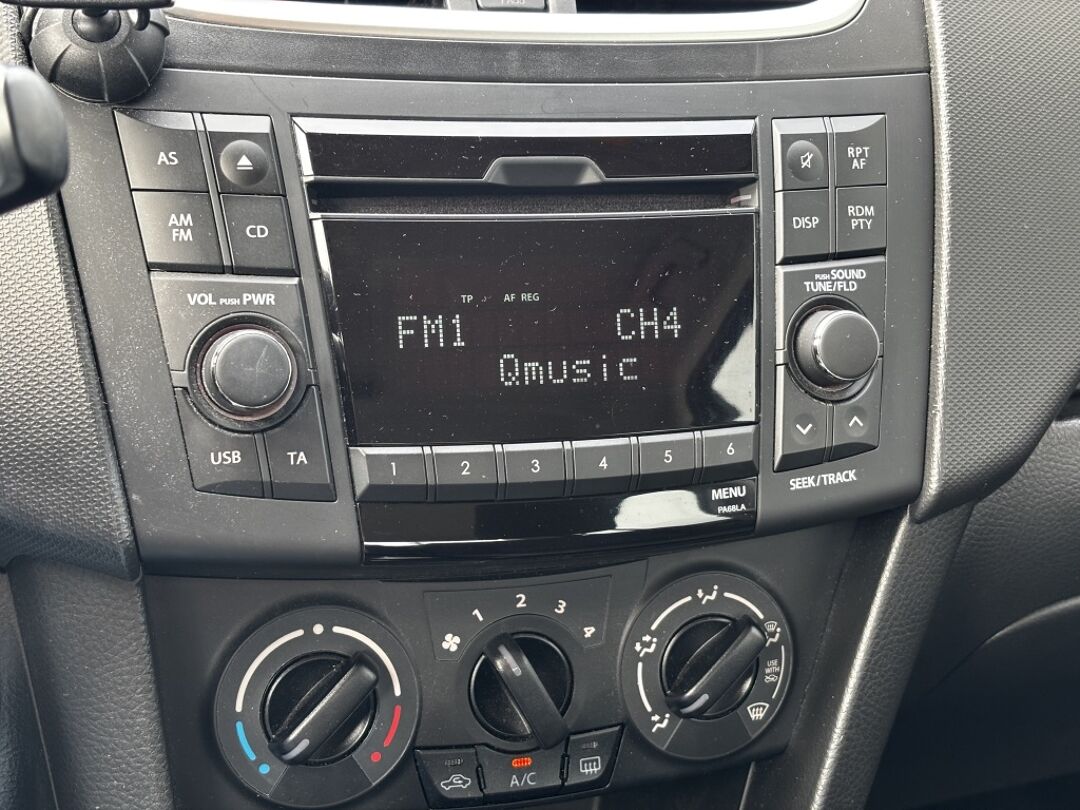 PASS
AS
AM
FM
CD
VOL PUSH PWR
USB
TA
TP AF REG
FM1 CH4
Qmusic
1 2 3 4 5 6
MENU
PA68LA
RPT
AF
DISP
RDM
PTY
PUSH SOUND
TUNE/FLD
SEEK/TRACK
1 2 3 4
USE
WITH
A/C